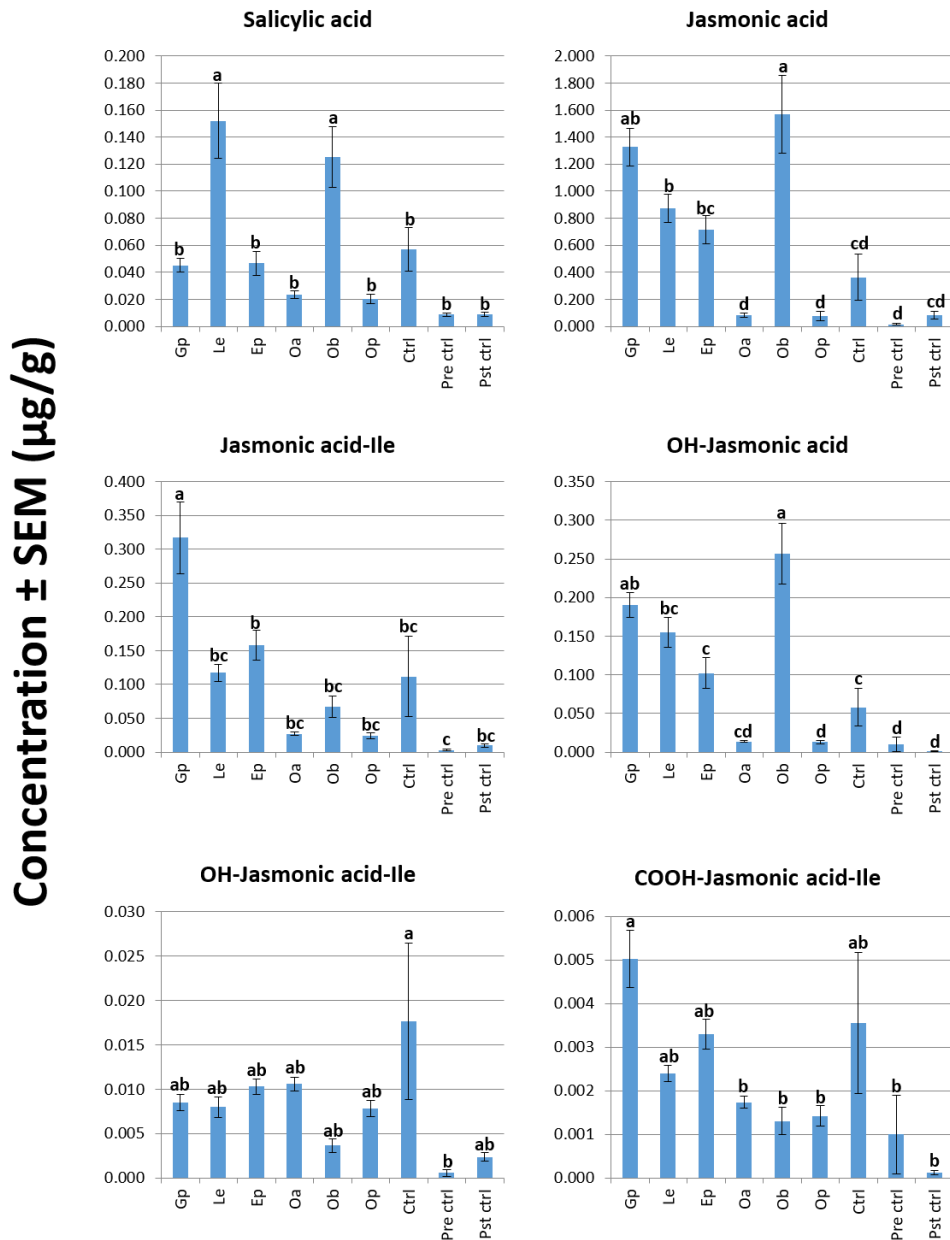 Concentration ± SEM (µg/g)
Salicylic acid
0.200
0.180
0.160
0.140
0.120
0.100
0.080
0.060
0.040
0.020
0.000
b
a
b
b
a
b
b
b
b
Gp Le Ep Oa Ob Op Ctrl Pre ctrl Pst ctrl
Jasmonic acid
2.000
1.800
1.600
1.400
1.200
1.000
0.800
0.600
0.400
0.200
0.000
ab
b
bc
d
a
d
cd
d
cd
Gp Le Ep Oa Ob Op Ctrl Pre ctrl Pst ctrl
Jasmonic acid-Ile
0.400
0.350
0.300
0.250
0.200
0.150
0.100
0.050
0.000
a
bc
b
bc
bc
bc
bc
c
bc
Gp Le Ep Oa Ob Op Ctrl Pre ctrl Pst ctrl
OH-Jasmonic acid
0.350
0.300
0.250
0.200
0.150
0.100
0.050
0.000
ab
bc
c
cd
a
d
c
d
d
Gp Le Ep Oa Ob Op Ctrl Pre ctrl Pst ctrl
OH-Jasmonic acid-Ile
0.030
0.025
0.020
0.015
0.010
0.005
0.000
ab
ab
ab
ab
ab
ab
a
b
ab
Gp Le Ep Oa Ob Op Ctrl Pre ctrl Pst ctrl
COOH-Jasmonic acid-Ile
0.006
0.005
0.004
0.003
0.002
0.001
0.000
a
ab
ab
b
b
b
ab
b
b
Gp Le Ep Oa Ob Op Ctrl Pre ctrl Pst ctrl